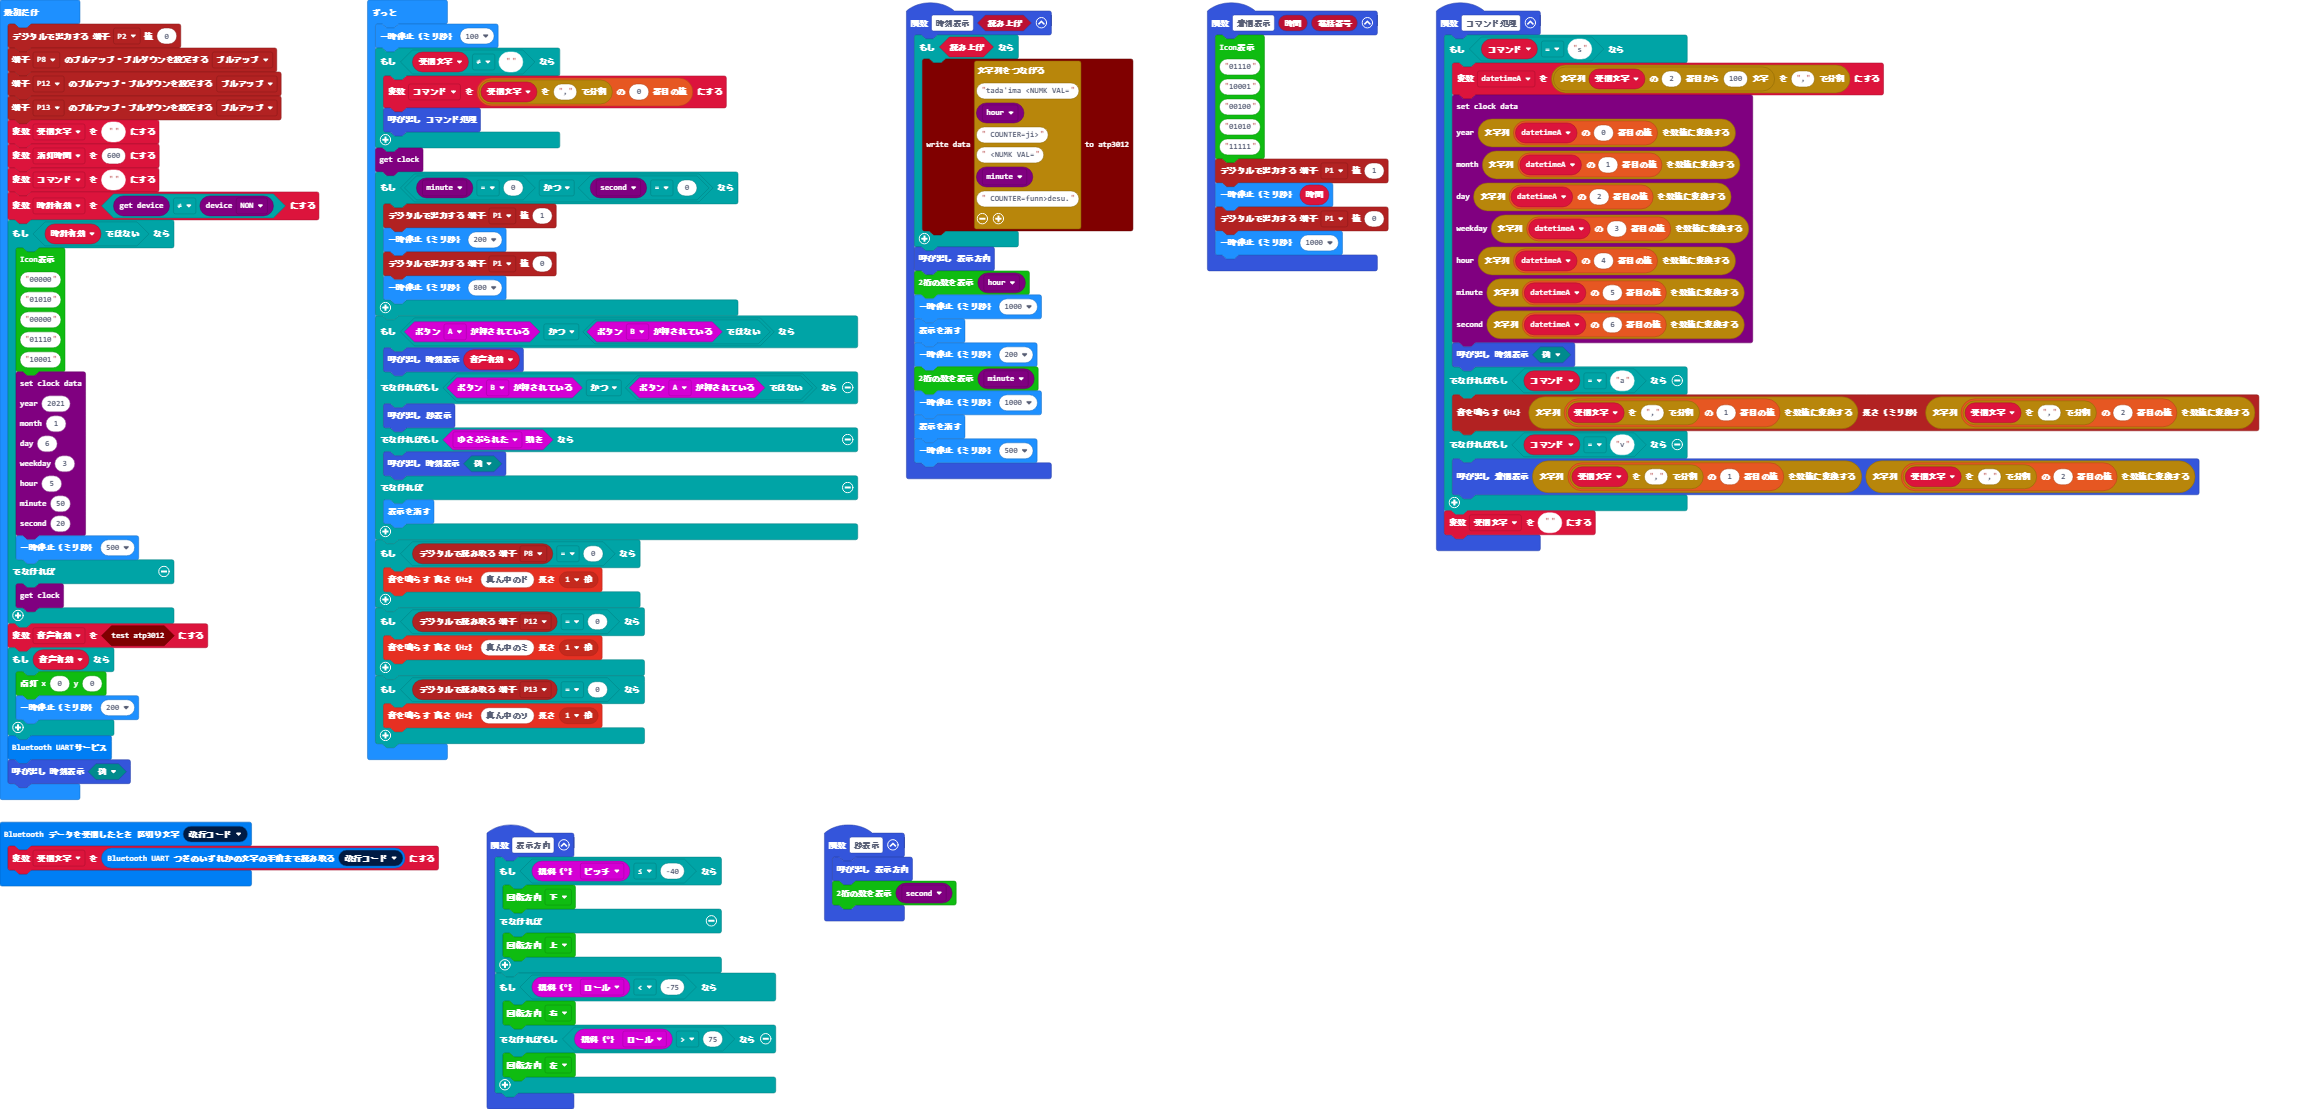 最初だけ
デジタルで出力する 端子 P2 値 0
端子 P8 のプルアップ・プルダウンを設定する プルアップ
端子 P12 のプルアップ・プルダウンを設定する プルアップ
端子 P13 のプルアップ・プルダウンを設定する プルアップ
変数 受信文字 を "" にする
変数 消灯時間 を 600 にする
変数 コマンド を "" にする
変数 時計有効 を get device ≠ device NON にする
もし 時計有効 ではない なら
Icon表示
"00000"
"01010"
"00000"
"01110"
"10001"
set clock data
year 2021
month 1
day 6
weekday 3
hour 5
minute 50
second 20
一時停止 (ミリ秒) 500
でなければ
get clock
変数 音声有効 を test atp3012 にする
もし 音声有効 なら
点灯 x 0 y 0
一時停止 (ミリ秒) 200
Bluetooth UARTサービス
呼び出し 時刻表示 偽
ずっと
一時停止 (ミリ秒) 100
もし 受信文字 ≠ "" なら
変数 コマンド を 受信文字 を "," で分割 の 0 番目の値 にする
呼び出し コマンド処理
get clock
もし minute = 0 かつ second = 0 なら
デジタルで出力する 端子 P1 値 1
一時停止 (ミリ秒) 200
デジタルで出力する 端子 P1 値 0
一時停止 (ミリ秒) 800
もし ボタン A が押されている かつ ボタン B が押されている ではない なら
呼び出し 時刻表示 音声有効
でなければもし ボタン B が押されている かつ ボタン A が押されている ではない なら
呼び出し 秒表示
でなければもし ゆさぶられた 動き なら
呼び出し 時刻表示 偽
でなければ
表示を消す
もし デジタルで読み取る 端子 P8 = 0 なら
音を鳴らす 高さ (Hz) 真ん中のド 長さ 1 拍
もし デジタルで読み取る 端子 P12 = 0 なら
音を鳴らす 高さ (Hz) 真ん中のミ 長さ 1 拍
もし デジタルで読み取る 端子 P13 = 0 なら
音を鳴らす 高さ (Hz) 真ん中のソ 長さ 1 拍
関数 時刻表示 読み上げ
もし 読み上げ なら
write data 文字列をつなげる to atp3012
"tada'ima <NUMK VAL="
hour
" COUNTER=ji>"
" <NUMK VAL="
minute
" COUNTER=funn>desu."
呼び出し 表示方向
2桁の数を表示 hour
一時停止 (ミリ秒) 1000
表示を消す
一時停止 (ミリ秒) 200
2桁の数を表示 minute
一時停止 (ミリ秒) 1000
表示を消す
一時停止 (ミリ秒) 500
関数 着信表示 時間 電話番号
Icon表示
"01110"
"10001"
"00100"
"01010"
"11111"
デジタルで出力する 端子 P1 値 1
一時停止 (ミリ秒) 時間
デジタルで出力する 端子 P1 値 0
一時停止 (ミリ秒) 1000
関数 コマンド処理
もし コマンド = "s" なら
変数 datetimeA を 文字列 受信文字 の 2 番目から 100 文字 を "," で分割 にする
set clock data
year 文字列 datetimeA の 0 番目の値 を数値に変換する
month 文字列 datetimeA の 1 番目の値 を数値に変換する
day 文字列 datetimeA の 2 番目の値 を数値に変換する
weekday 文字列 datetimeA の 3 番目の値 を数値に変換する
hour 文字列 datetimeA の 4 番目の値 を数値に変換する
minute 文字列 datetimeA の 5 番目の値 を数値に変換する
second 文字列 datetimeA の 6 番目の値 を数値に変換する
呼び出し 時刻表示 偽
でなければもし コマンド = "a" なら
音を鳴らす (Hz) 文字列 受信文字 を "," で分割 の 1 番目の値 を数値に変換する 長さ (ミリ秒) 文字列 受信文字 を "," で分割 の 2 番目の値 を数値に変換する
でなければもし コマンド = "v" なら
呼び出し 着信表示 文字列 受信文字 を "," で分割 の 1 番目の値 を数値に変換する 文字列 受信文字 を "," で分割 の 2 番目の値 を数値に変換する
変数 受信文字 を "" にする
Bluetooth データを受信したとき 区切り文字 改行コード
変数 受信文字 を Bluetooth UART つぎのいずれかの文字の手前まで読み取る 改行コード にする
関数 表示方向
もし 傾斜 (°) ピッチ ≤ -40 なら
回転方向 下
でなければ
回転方向 上
もし 傾斜 (°) ロール < -75 なら
回転方向 右
でなければもし 傾斜 (°) ロール > 75 なら
回転方向 左
関数 秒表示
呼び出し 表示方向
2桁の数を表示 second